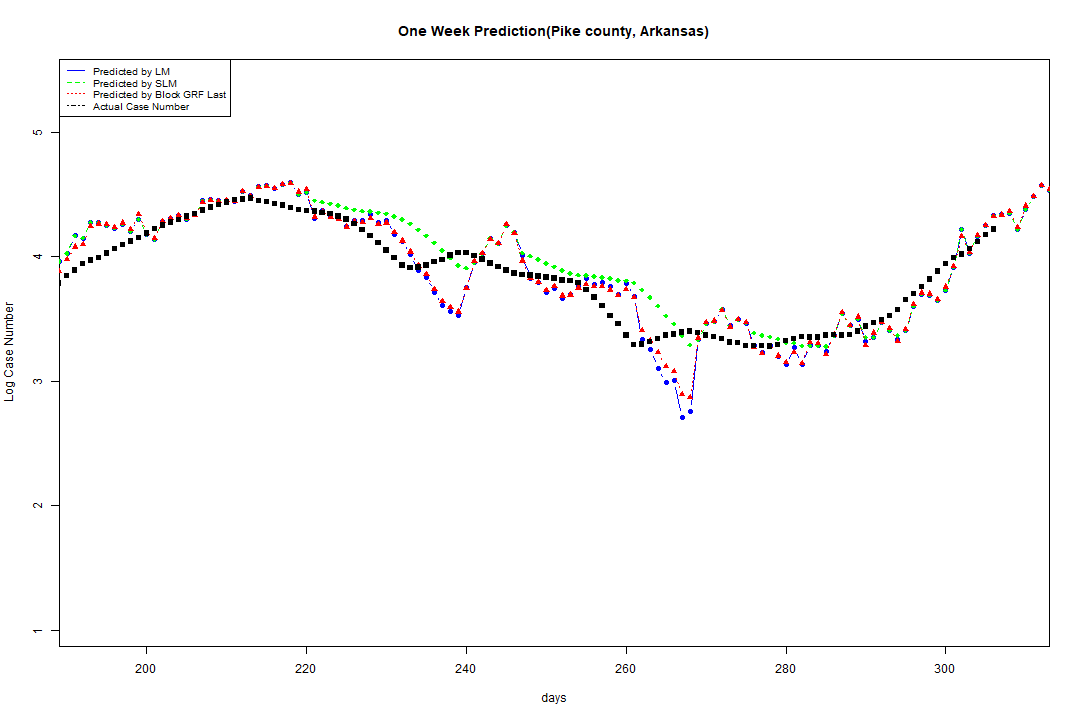 One Week Prediction(Pike county, Arkansas)
Predicted by LM
Predicted by SLM
Predicted by Block GRF Last
Actual Case Number
5
4
3
2
1
Log Case Number
200 220 240 260 280 300
days